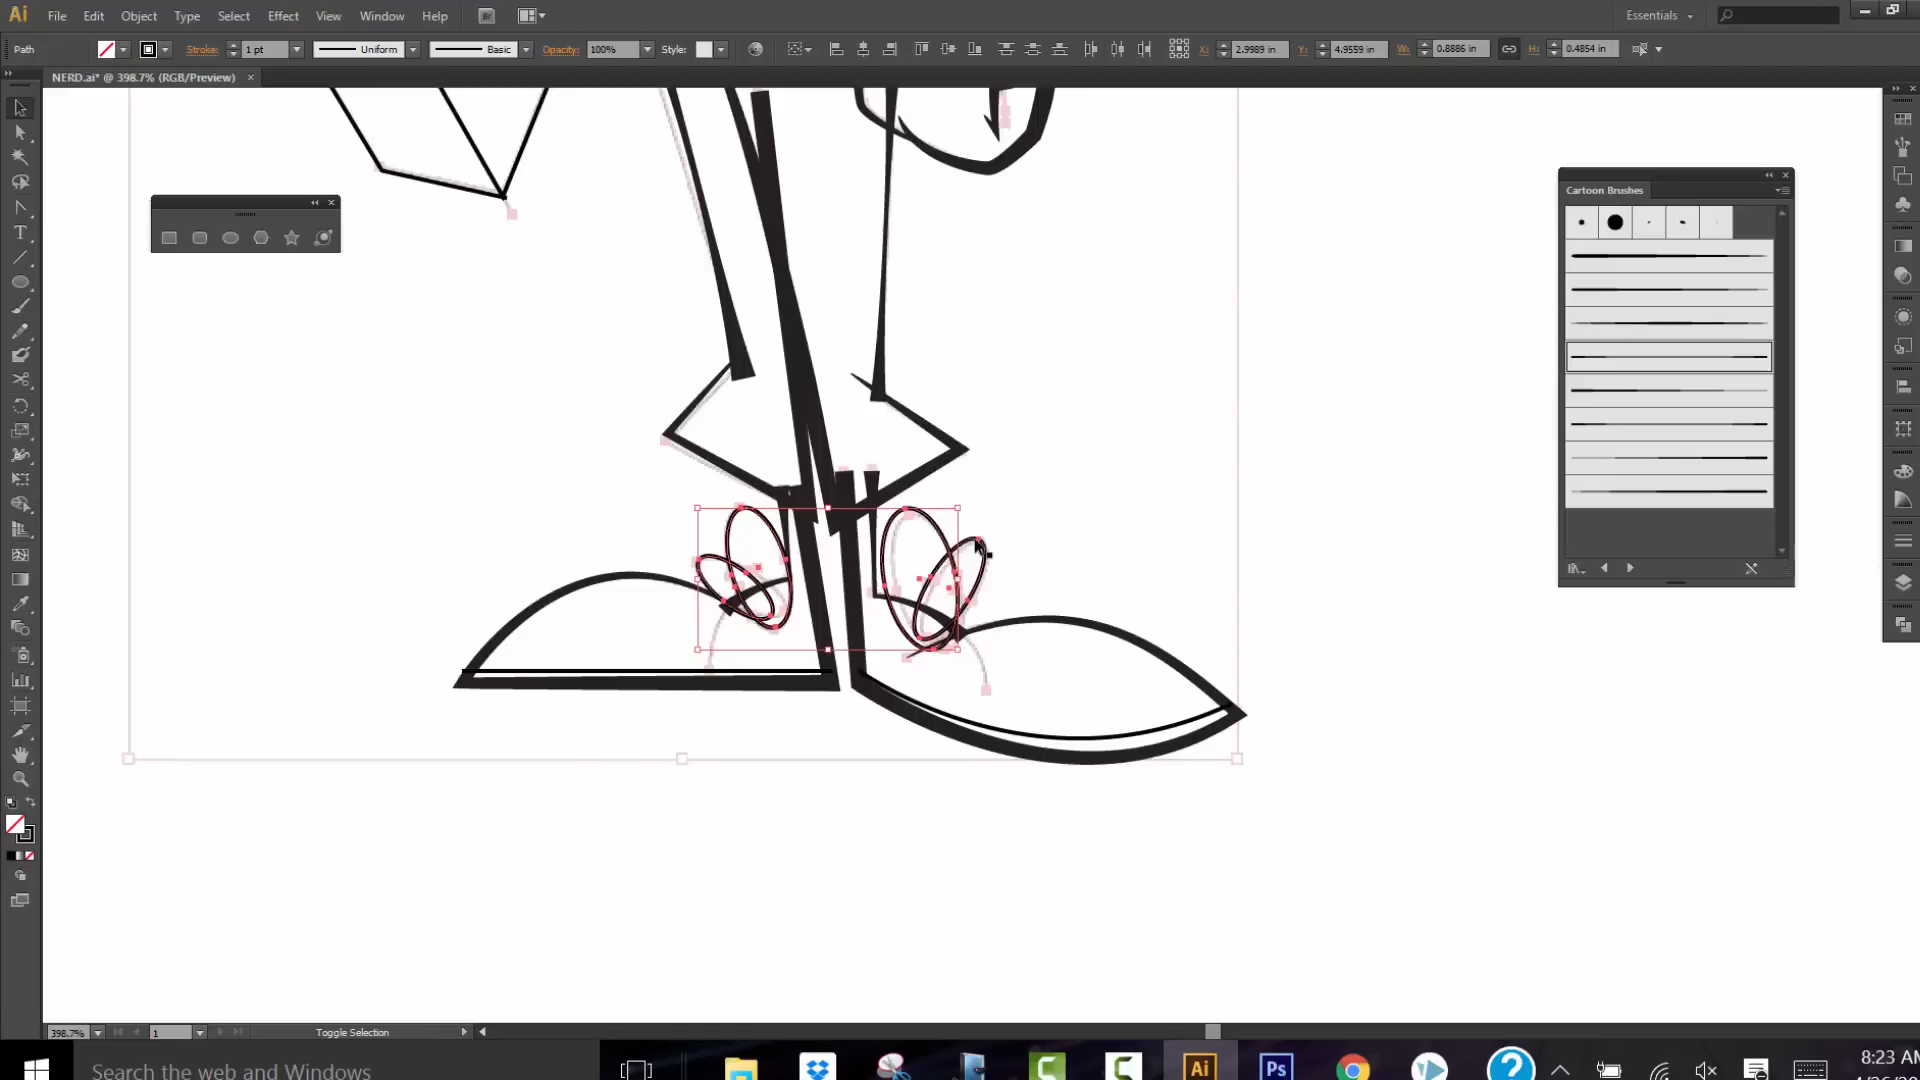 Ai File Edit Object Type Select Effect View Window Help Br Essentials
Path Stroke: 1 pt Uniform Basic Opacity: 100% Style: X: 2.9989 in Y: 4.9559 in W: 0.8886 in H: 0.4854 in
NERD.ai* @ 398.7% (RGB/Preview)
Cartoon Brushes
T
398.7% 1 Toggle Selection
Search the web and Windows
Ai Ps ? 8:23 AM